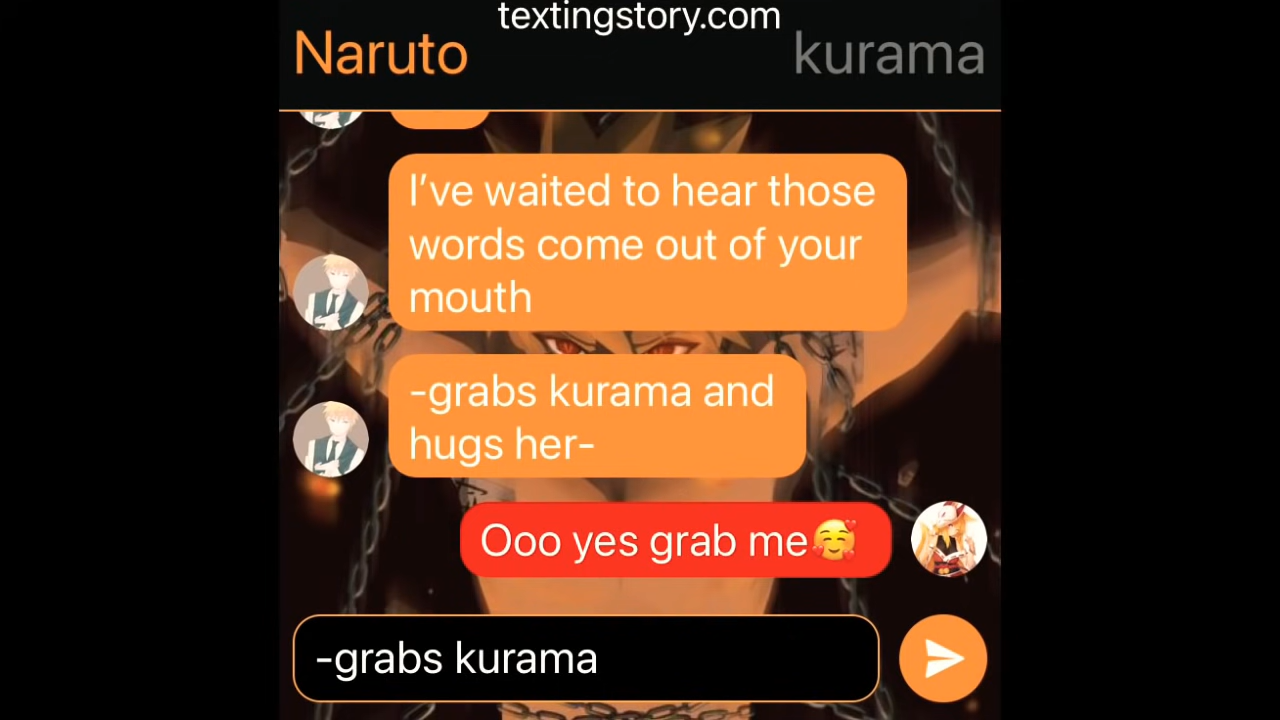 textingstory.com
Naruto
kurama
I’ve waited to hear those
words come out of your
mouth
-grabs kurama and
hugs her-
Ooo yes grab me🥰
-grabs kurama